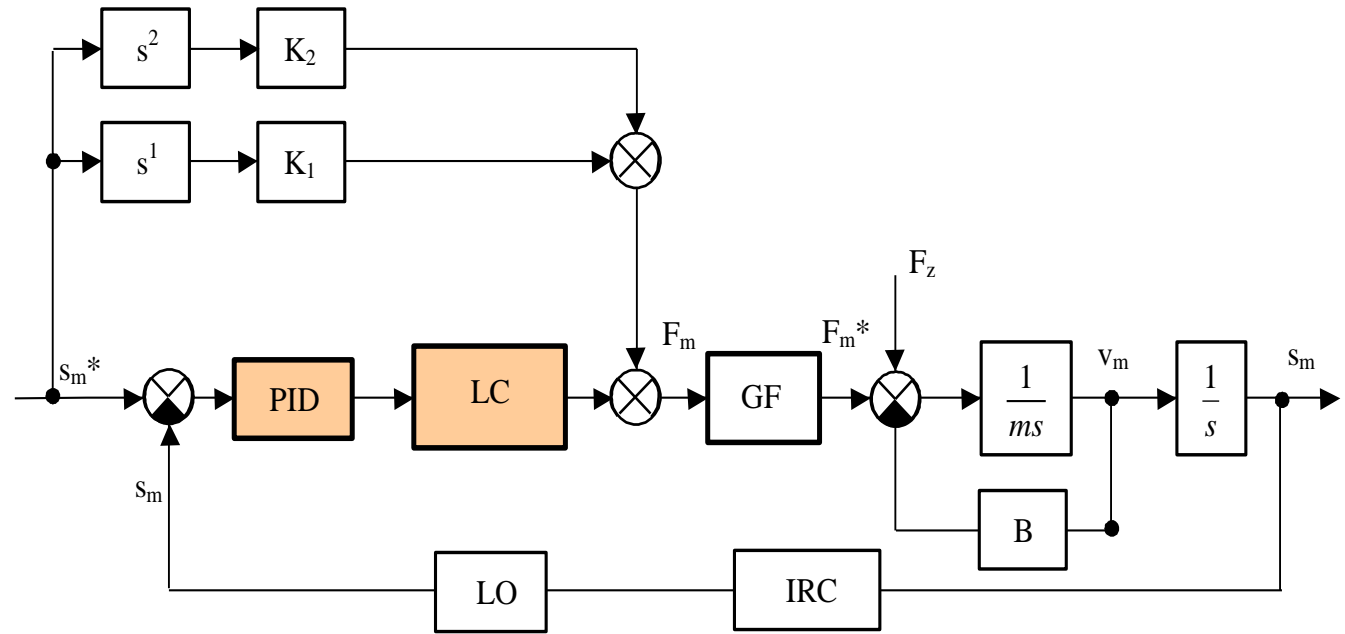 s² K₂
s¹ K₁
F_z
s_m* PID LC F_m GF F_m* 1/ms v_m 1/s s_m
s_m B
LO IRC